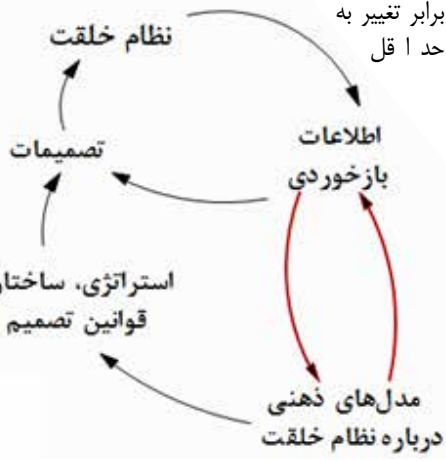 برابر تغییر به
حد ا قل
نظام خلقت
اطلاعات
بازخوردی
تصمیمات
استراتژی، ساختار
قوانین تصمیم
مدل‌های ذهنی
درباره نظام خلقت